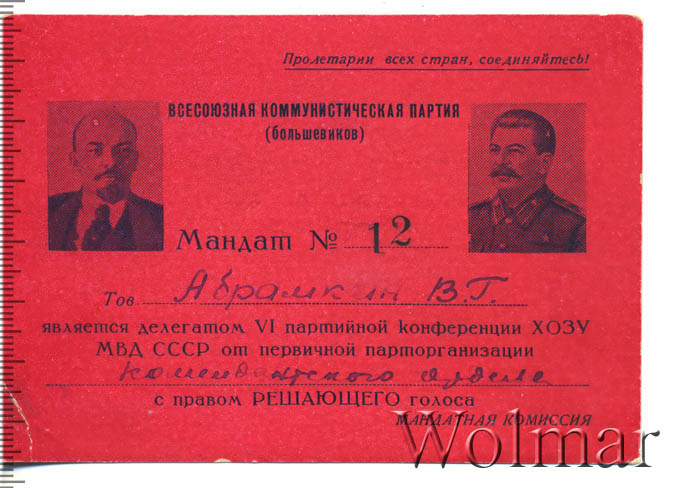 Пролетарии всех стран, соединяйтесь!
ВСЕСОЮЗНАЯ КОММУНИСТИЧЕСКАЯ ПАРТИЯ
(большевиков)
Мандат № 12
Тов. Абрамкин В.Г.
является делегатом VI партийной конференции ХОЗУ
МВД СССР от первичной парторганизации
Комендантского отдела
с правом РЕШАЮЩЕГО голоса
МАНДАТНАЯ КОМИССИЯ
Wolmar